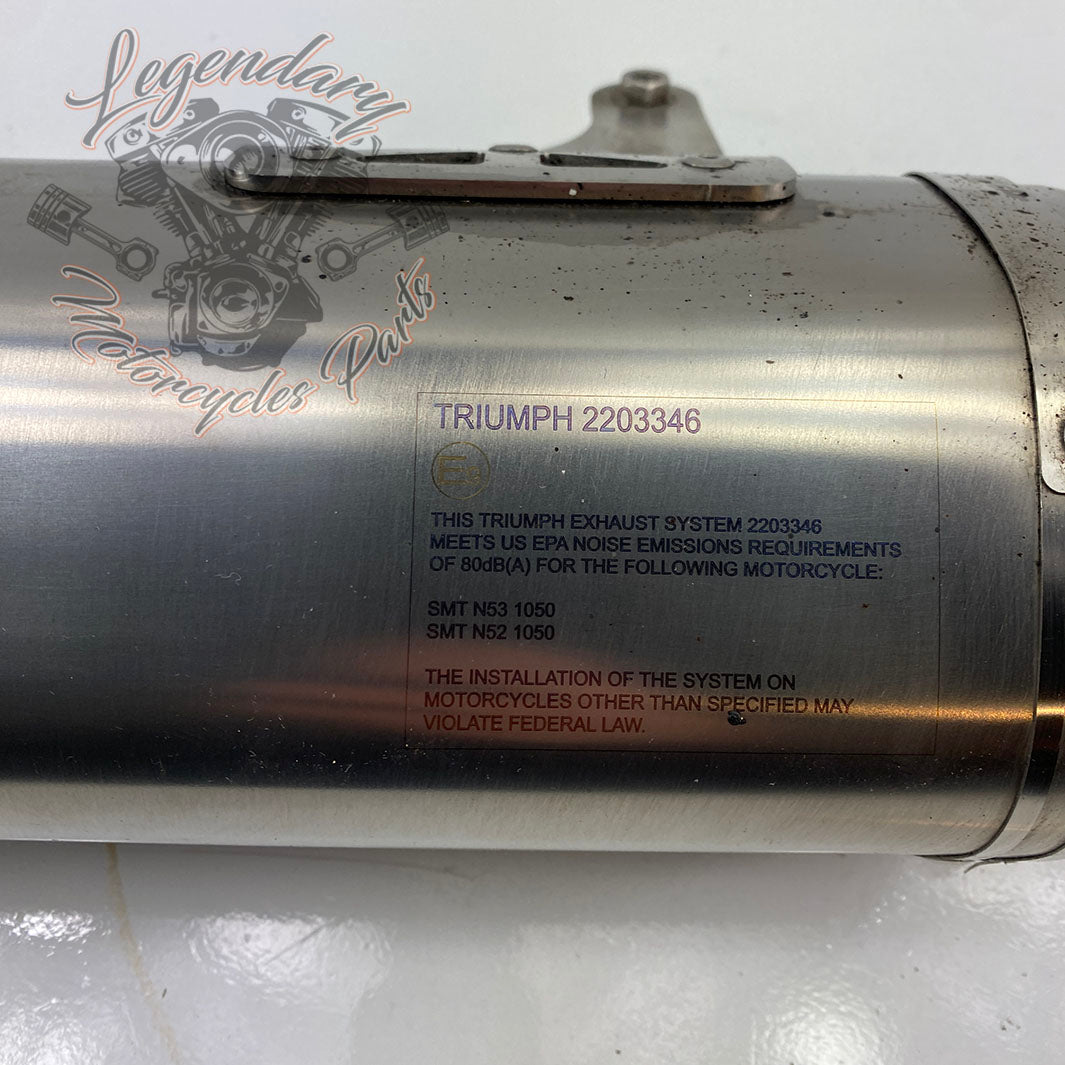 Legendary
Motorcycles Parts
TRIUMPH 2203346
THIS TRIUMPH EXHAUST SYSTEM 2203346
MEETS US EPA NOISE EMISSIONS REQUIREMENTS
OF 80dB(A) FOR THE FOLLOWING MOTORCYCLE:
SMT N53 1050
SMT N52 1050
THE INSTALLATION OF THE SYSTEM ON
MOTORCYCLES OTHER THAN SPECIFIED MAY
VIOLATE FEDERAL LAW.